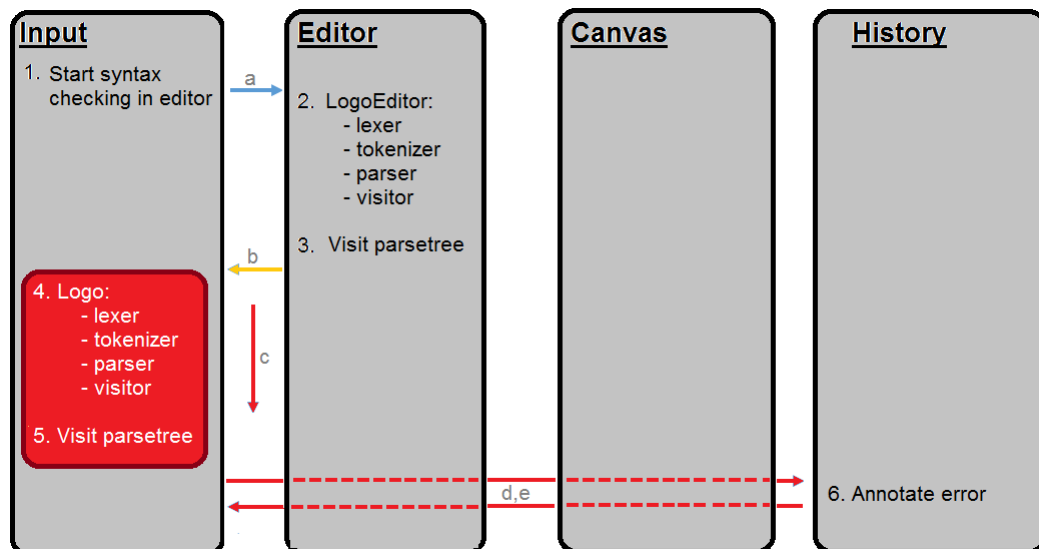 Input
Editor
Canvas
History
1. Start syntax
checking in editor
a
2. LogoEditor:
- lexer
- tokenizer
- parser
- visitor
3. Visit parsetree
b
4. Logo:
- lexer
- tokenizer
- parser
- visitor
c
5. Visit parsetree
d,e
6. Annotate error